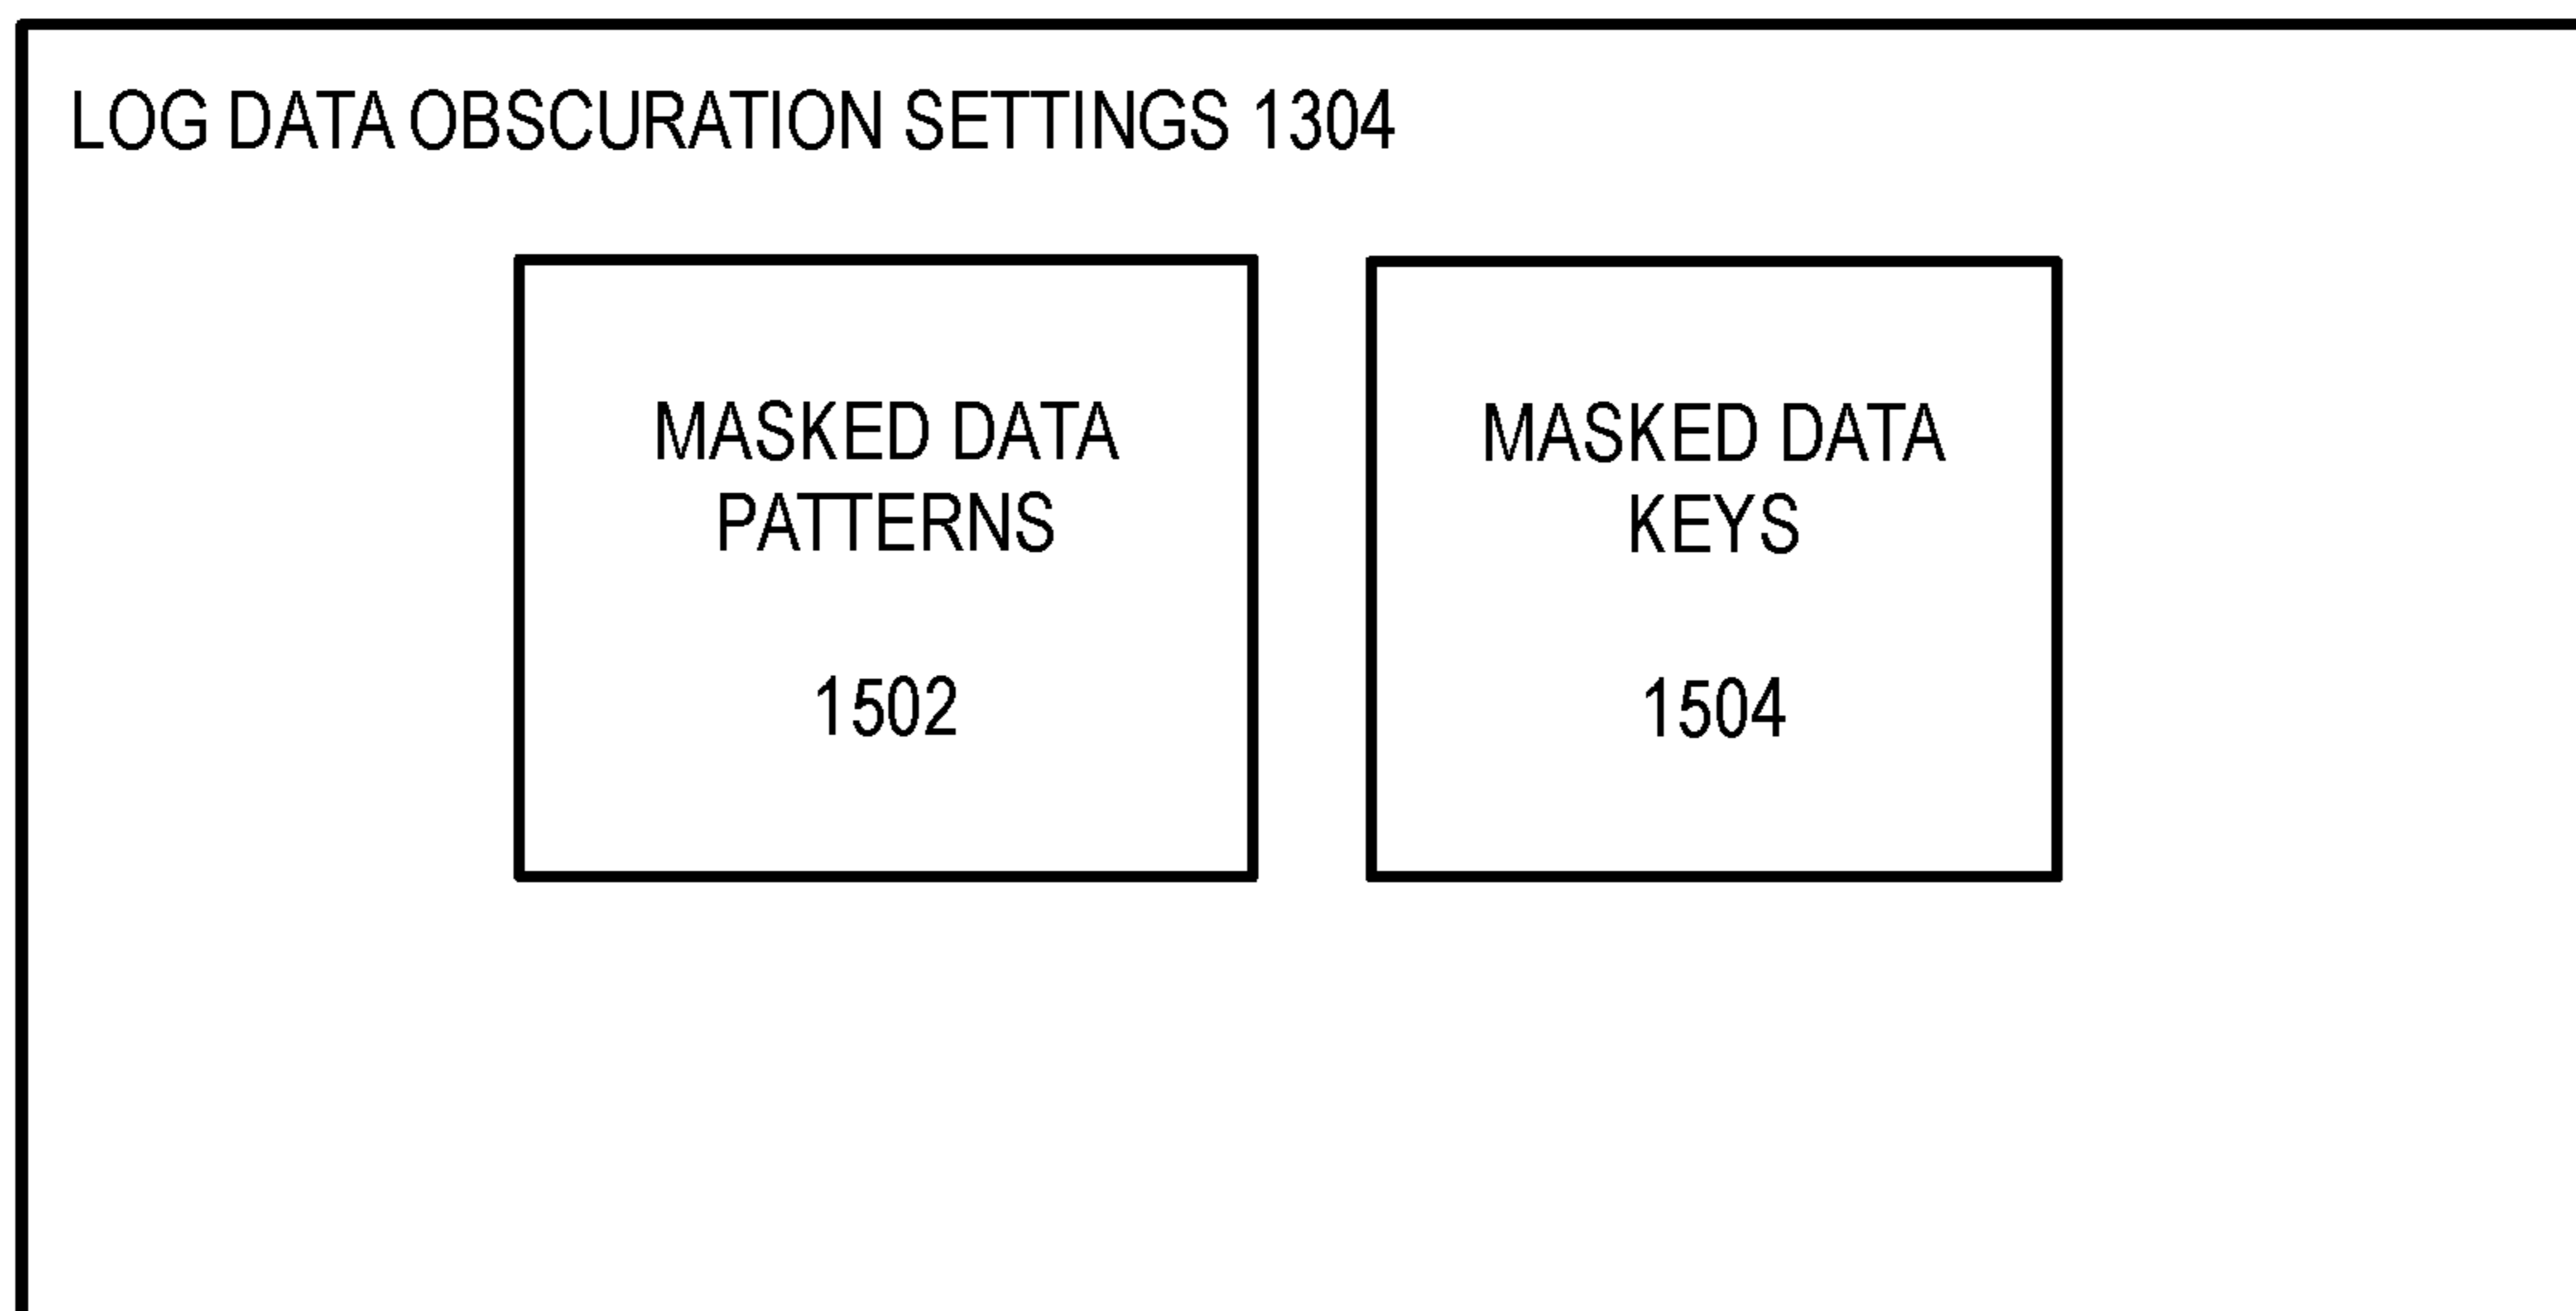 LOG DATA OBSCURATION SETTINGS 1304
MASKED DATA
PATTERNS
1502
MASKED DATA
KEYS
1504